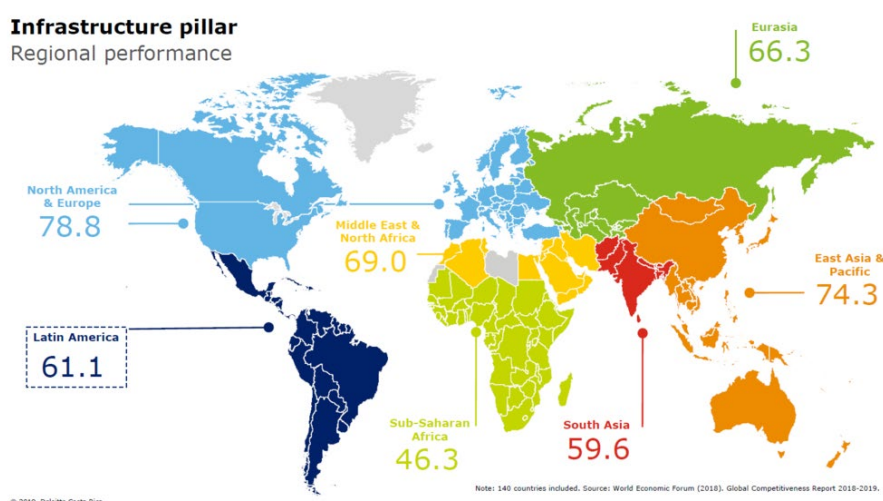 Infrastructure pillar
Regional performance
Eurasia
66.3
North America
& Europe
78.8
Middle East &
North Africa
69.0
East Asia &
Pacific
74.3
Latin America
61.1
Sub-Saharan
Africa
46.3
South Asia
59.6
Note: 140 countries included. Source: World Economic Forum (2018). Global Competitiveness Report 2018-2019.